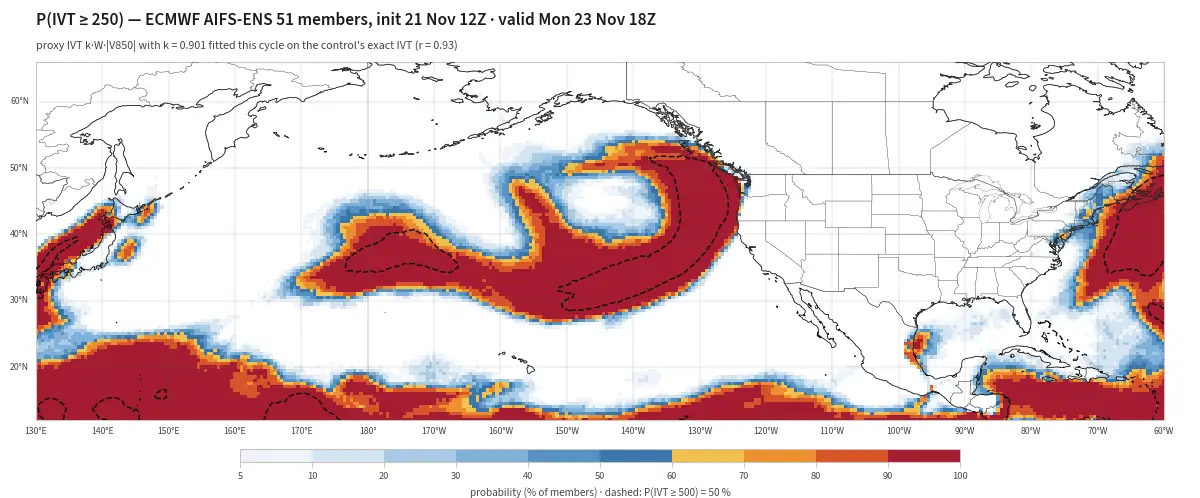 P(IVT ≥ 250) — ECMWF AIFS-ENS 51 members, init 21 Nov 12Z · valid Mon 23 Nov 18Z
proxy IVT k·W·|V850| with k = 0.901 fitted this cycle on the control's exact IVT (r = 0.93)
60°N
50°N
40°N
30°N
20°N
130°E 140°E 150°E 160°E 170°E 180° 170°W 160°W 150°W 140°W 130°W 120°W 110°W 100°W 90°W 80°W 70°W 60°W
5 10 20 30 40 50 60 70 80 90 100
probability (% of members) · dashed: P(IVT ≥ 500) = 50 %